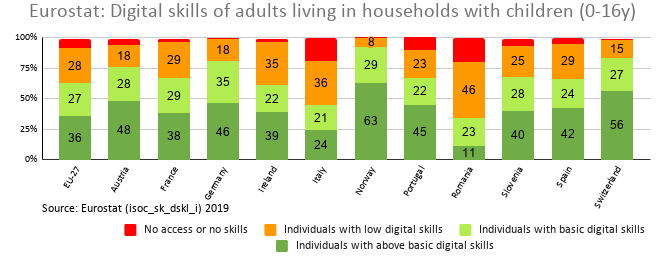 Eurostat: Digital skills of adults living in households with children (0-16y)
100%
75%
50%
25%
0%
28 18 29 18 35 36 8 23 46 25 29 15
27 28 29 35 22 21 29 22 23 28 24 27
36 48 38 46 39 24 63 45 11 40 42 56
EU-27 Austria France Germany Ireland Italy Norway Portugal Romania Slovenia Spain Switzerland
Source: Eurostat (isoc_sk_dskl_i) 2019
No access or no skills Individuals with low digital skills Individuals with basic digital skills
Individuals with above basic digital skills